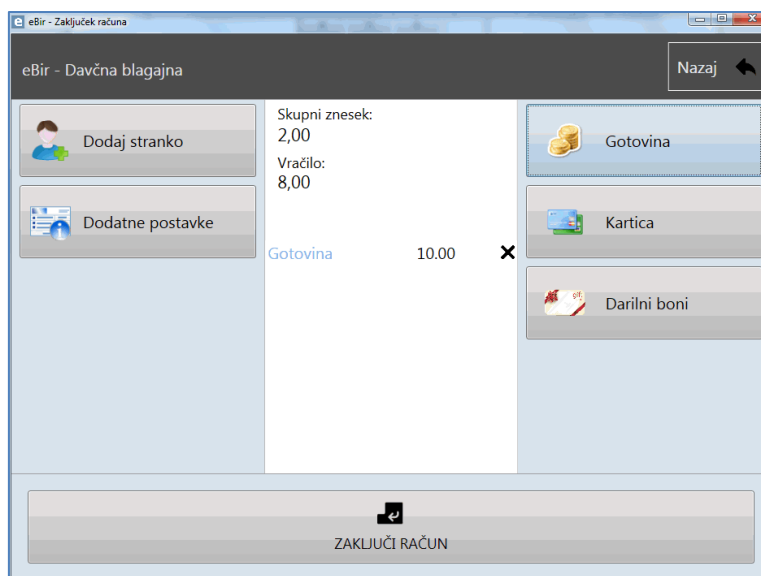 eBir - Zaključek računa
eBir - Davčna blagajna
Nazaj
Dodaj stranko
Dodatne postavke
Skupni znesek:
2,00
Vračilo:
8,00
Gotovina 10.00
Gotovina
Kartica
Darilni boni
ZAKLJUČI RAČUN